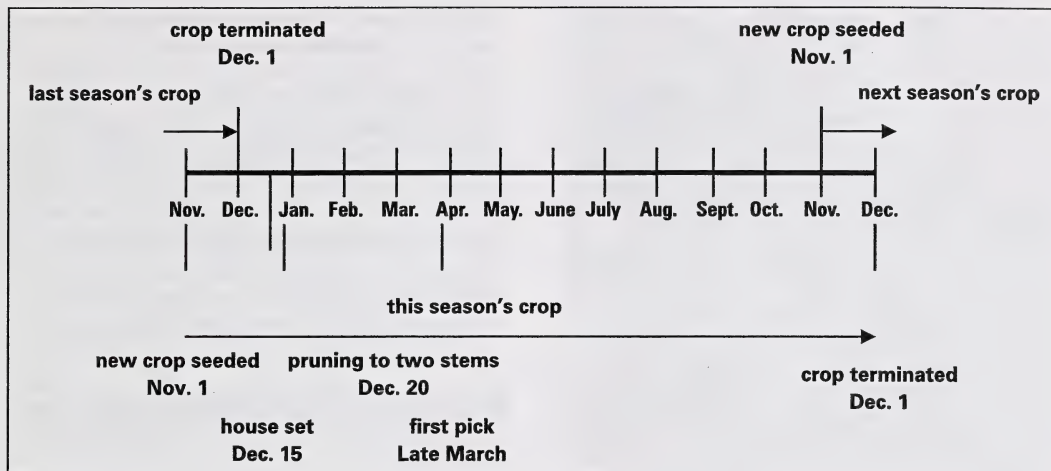 crop terminated
Dec. 1
new crop seeded
Nov. 1
last season's crop
next season's crop
Nov. Dec. Jan. Feb. Mar. Apr. May. June July Aug. Sept. Oct. Nov. Dec.
this season's crop
new crop seeded
Nov. 1
pruning to two stems
Dec. 20
crop terminated
Dec. 1
house set
Dec. 15
first pick
Late March